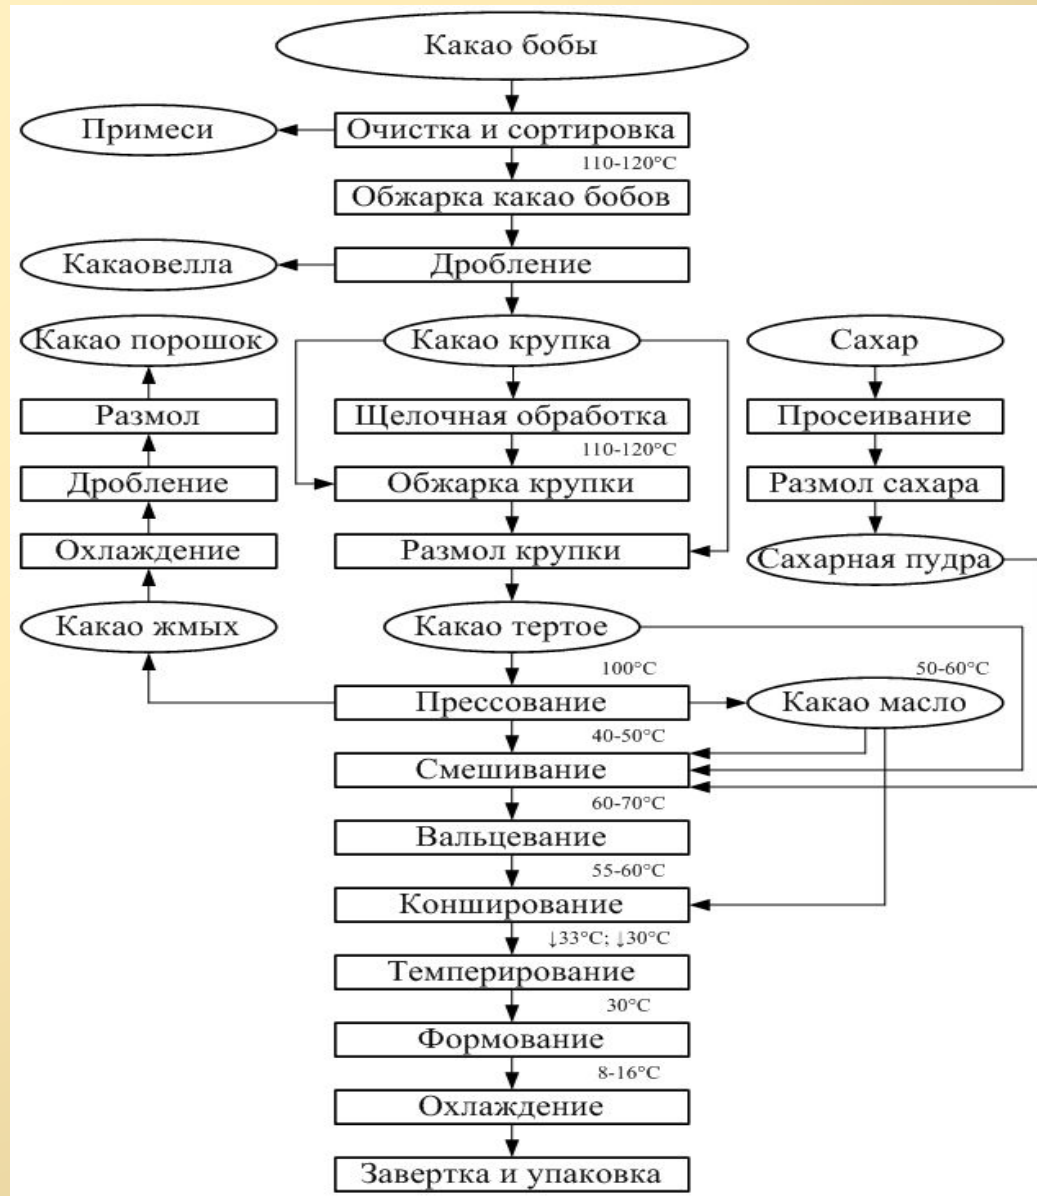 Какао бобы
Примеси
Очистка и сортировка
110-120°C
Обжарка какао бобов
Какаовелла
Дробление
Какао порошок
Какао крупка
Сахар
Размол
Щелочная обработка
Просеивание
110-120°C
Дробление
Обжарка крупки
Размол сахара
Охлаждение
Размол крупки
Сахарная пудра
Какао жмых
Какао тертое
100°C
50-60°C
Прессование
Какао масло
40-50°C
Смешивание
60-70°C
Вальцевание
55-60°C
Конширование
↓33°C; ↓30°C
Темперирование
30°C
Формование
8-16°C
Охлаждение
Завертка и упаковка